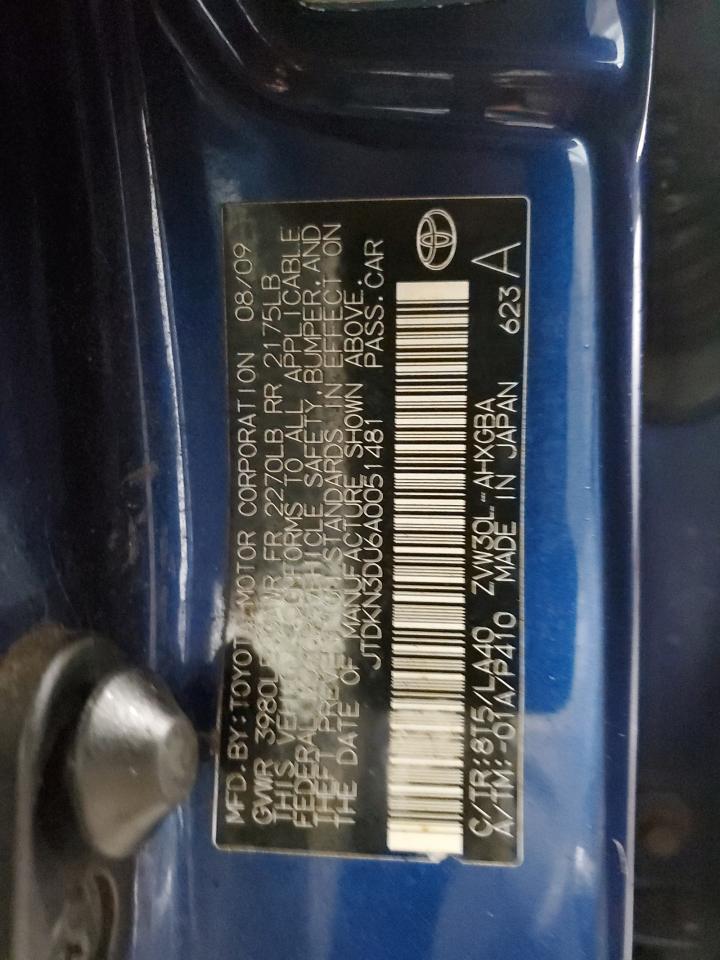 MFD. BY: TOYOTA MOTOR CORPORATION 08/09
GVWR 3980LB GAWR FR 2270LB RR 2175LB
THIS VEHICLE CONFORMS TO ALL APPLICABLE
FEDERAL MOTOR VEHICLE SAFETY, BUMPER, AND
THEFT PREVENTION STANDARDS IN EFFECT ON
THE DATE OF MANUFACTURE SHOWN ABOVE.
JTDKN3DU6A0051481 PASS. CAR
C/TR: 8T5/LA40 ZVW30L-AHXGBA 623 A
A/TM: -01A/P410 MADE IN JAPAN